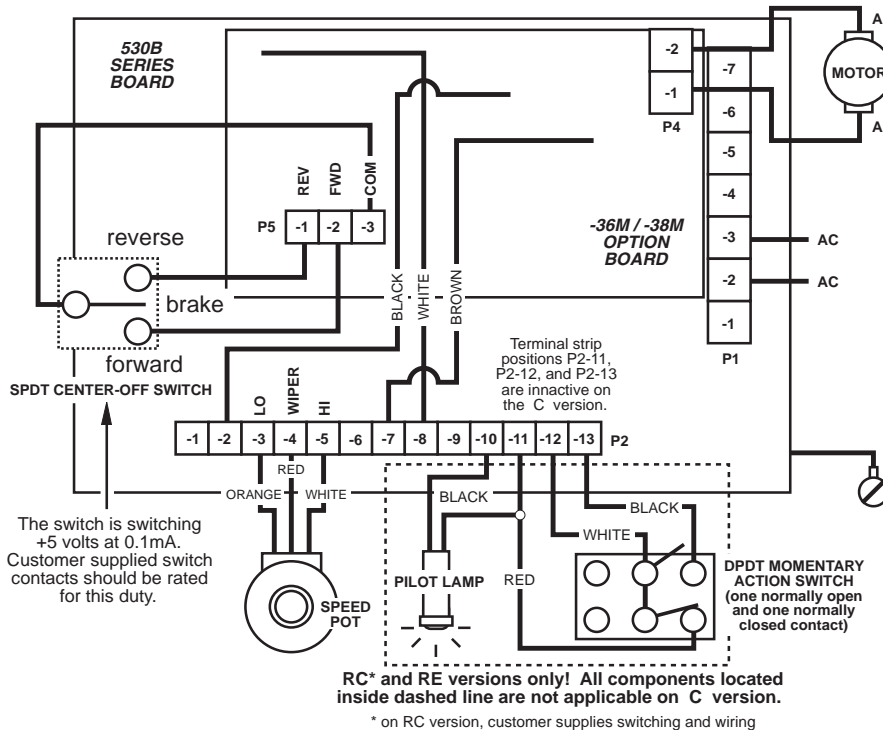 530B
SERIES
BOARD
-2
-1
P4
-7
-6
-5
-4
-3
-2
-1
P1
A
MOTOR
A
AC
AC
REV
FWD
COM
P5
-1
-2
-3
-36M / -38M
OPTION
BOARD
reverse
brake
forward
SPDT CENTER-OFF SWITCH
BLACK
WHITE
BROWN
Terminal strip
positions P2-11,
P2-12, and P2-13
are innactive on
the C version.
LO
WIPER
HI
-1
-2
-3
-4
-5
-6
-7
-8
-9
-10
-11
-12
-13
P2
RED
ORANGE
WHITE
BLACK
BLACK
WHITE
The switch is switching
+5 volts at 0.1mA.
Customer supplied switch
contacts should be rated
for this duty.
SPEED
POT
PILOT LAMP
RED
DPDT MOMENTARY
ACTION SWITCH
(one normally open
and one normally
closed contact)
RC* and RE versions only! All components located
inside dashed line are not applicable on C version.
* on RC version, customer supplies switching and wiring